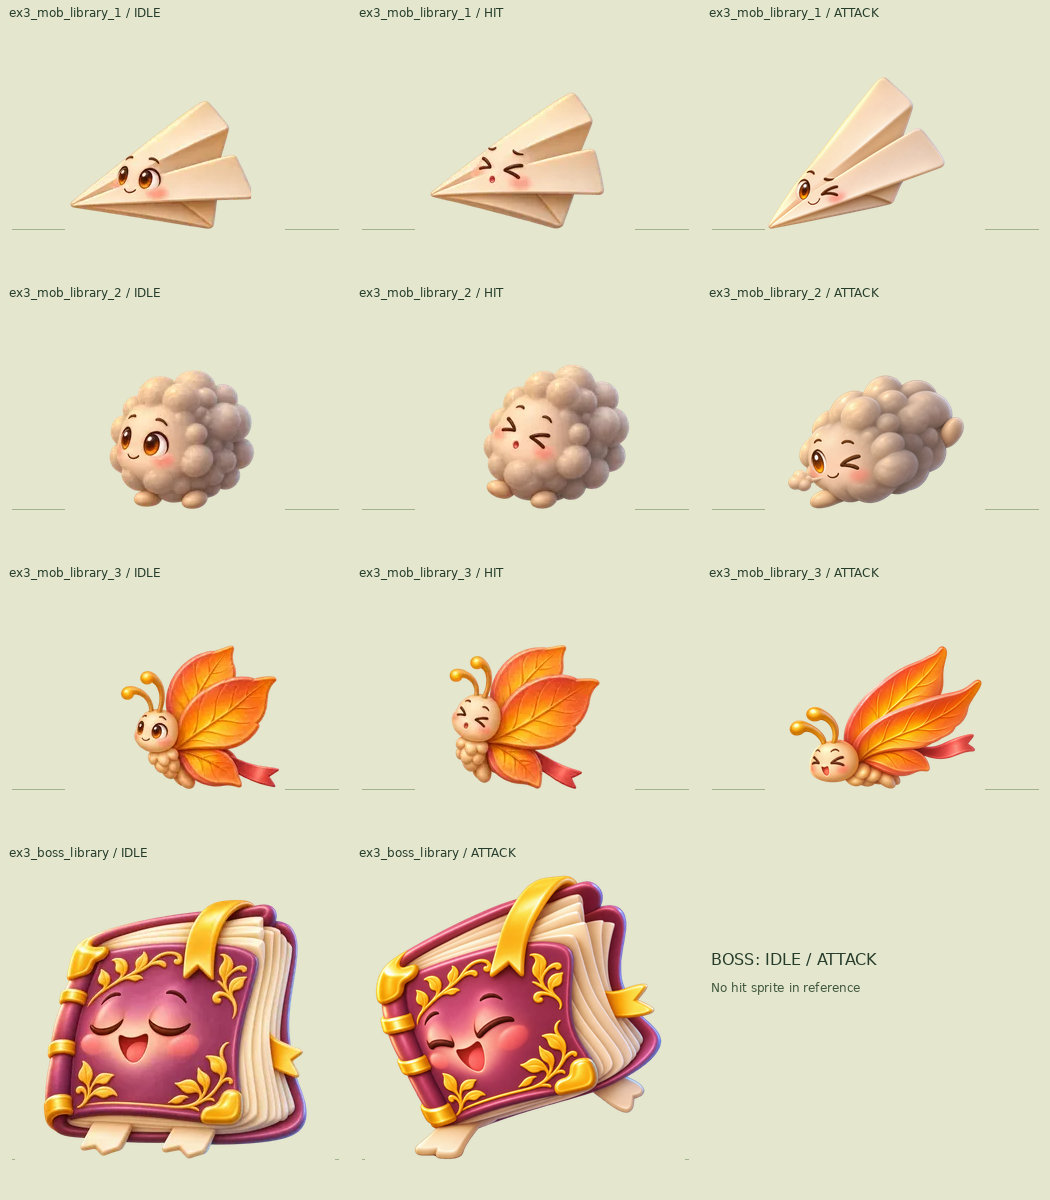 ex3_mob_library_1 / IDLE
ex3_mob_library_1 / HIT
ex3_mob_library_1 / ATTACK
ex3_mob_library_2 / IDLE
ex3_mob_library_2 / HIT
ex3_mob_library_2 / ATTACK
ex3_mob_library_3 / IDLE
ex3_mob_library_3 / HIT
ex3_mob_library_3 / ATTACK
ex3_boss_library / IDLE
ex3_boss_library / ATTACK
BOSS: IDLE / ATTACK
No hit sprite in reference